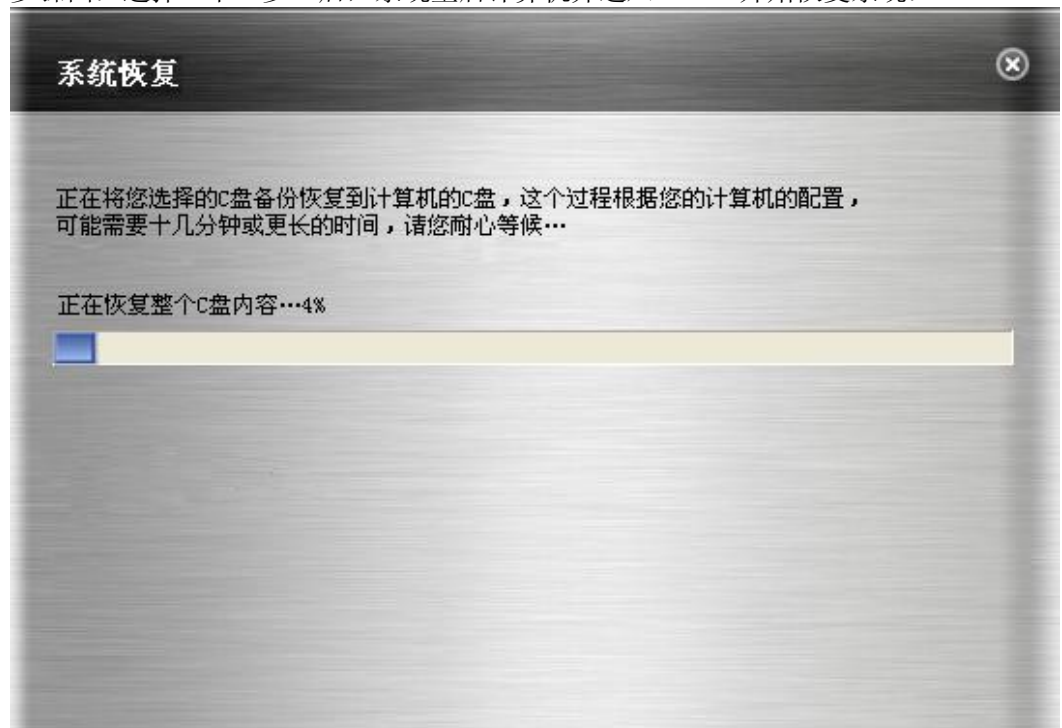 系统恢复
正在将您选择的C盘备份恢复到计算机的C盘，这个过程根据您的计算机的配置，
可能需要十几分钟或更长的时间，请您耐心等候…
正在恢复整个C盘内容…4%